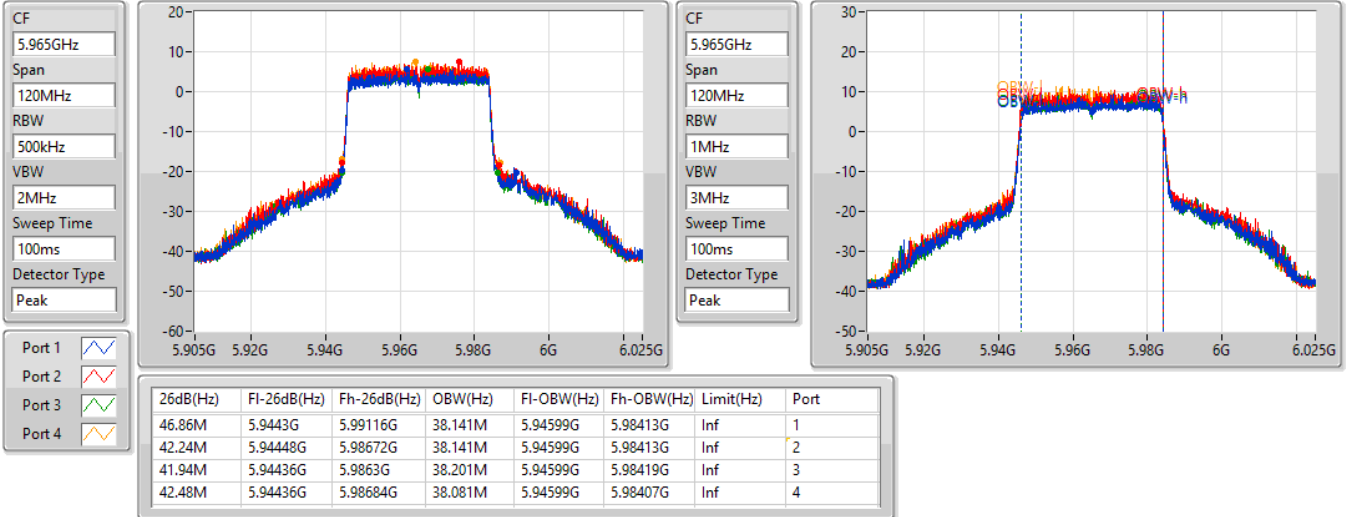 CF
5.965GHz
Span
120MHz
RBW
500kHz
VBW
2MHz
Sweep Time
100ms
Detector Type
Peak
20
10
0
-10
-20
-30
-40
-50
-60
5.905G 5.92G 5.94G 5.96G 5.98G 6G 6.025G
CF
5.965GHz
Span
120MHz
RBW
1MHz
VBW
3MHz
Sweep Time
100ms
Detector Type
Peak
30
20
10
0
-10
-20
-30
-40
-50
5.905G 5.92G 5.94G 5.96G 5.98G 6G 6.025G
OBW-h
Port 1
Port 2
Port 3
Port 4
26dB(Hz) Fl-26dB(Hz) Fh-26dB(Hz) OBW(Hz) Fl-OBW(Hz) Fh-OBW(Hz) Limit(Hz) Port
46.86M 5.9443G 5.99116G 38.141M 5.94599G 5.98413G Inf 1
42.24M 5.94448G 5.98672G 38.141M 5.94599G 5.98413G Inf 2
41.94M 5.94436G 5.9863G 38.201M 5.94599G 5.98419G Inf 3
42.48M 5.94436G 5.98684G 38.081M 5.94599G 5.98407G Inf 4